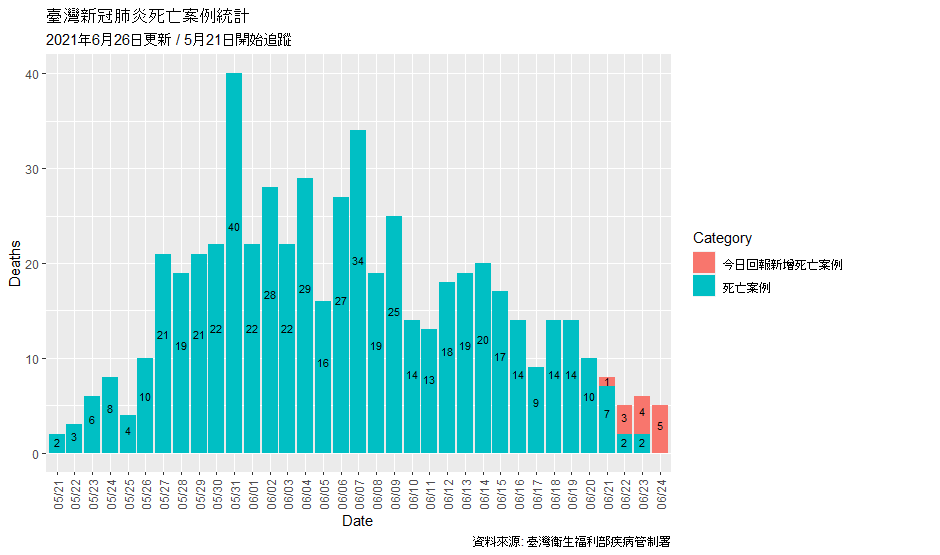 臺灣新冠肺炎死亡案例統計
2021年6月26日更新 / 5月21日開始追蹤
Deaths
40
30
20
10
0
2 3 6 8 4 10 21 19 21 22 40 22 28 22 29 16 27 34 19 25 14 13 18 19 20 17 14 9 14 14 10 1 7 3 2 4 2 5
05/21 05/22 05/23 05/24 05/25 05/26 05/27 05/28 05/29 05/30 05/31 06/01 06/02 06/03 06/04 06/05 06/06 06/07 06/08 06/09 06/10 06/11 06/12 06/13 06/14 06/15 06/16 06/17 06/18 06/19 06/20 06/21 06/22 06/23 06/24
Date
Category
今日回報新增死亡案例
死亡案例
資料來源: 臺灣衛生福利部疾病管制署